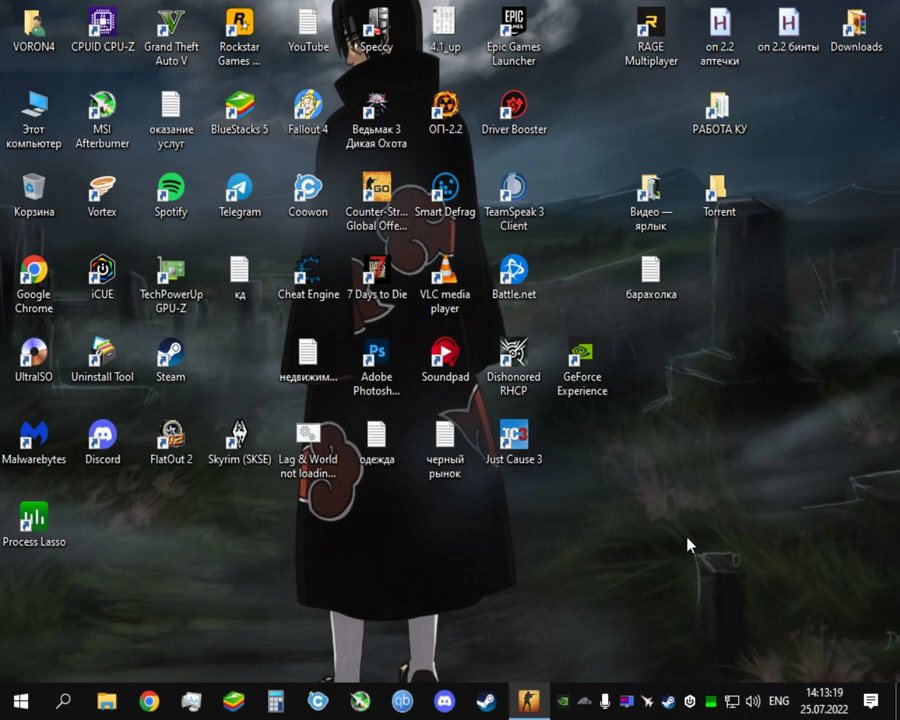 VORON4
CPUID CPU-Z
Grand Theft
Auto V
Rockstar
Games ...
YouTube
Speccy
4.1_up
Epic Games
Launcher
RAGE
Multiplayer
оп 2.2
аптечки
оп 2.2 бинты
Downloads
Этот
компьютер
MSI
Afterburner
оказание
услуг
BlueStacks 5
Fallout 4
Ведьмак 3
Дикая Охота
ОП-2.2
Driver Booster
РАБОТА КУ
Корзина
Vortex
Spotify
Telegram
Coowon
Counter-Str...
Global Offe...
Smart Defrag
TeamSpeak 3
Client
Видео —
ярлык
Torrent
Google
Chrome
iCUE
TechPowerUp
GPU-Z
кд
Cheat Engine
7 Days to Die
VLC media
player
Battle.net
барахолка
UltraISO
Uninstall Tool
Steam
недвижим...
Adobe
Photosh...
Soundpad
Dishonored
RHCP
GeForce
Experience
Malwarebytes
Discord
FlatOut 2
Skyrim (SKSE)
Lag & World
not loadin...
одежда
черный
рынок
Just Cause 3
Process Lasso
ENG
14:13:19
25.07.2022